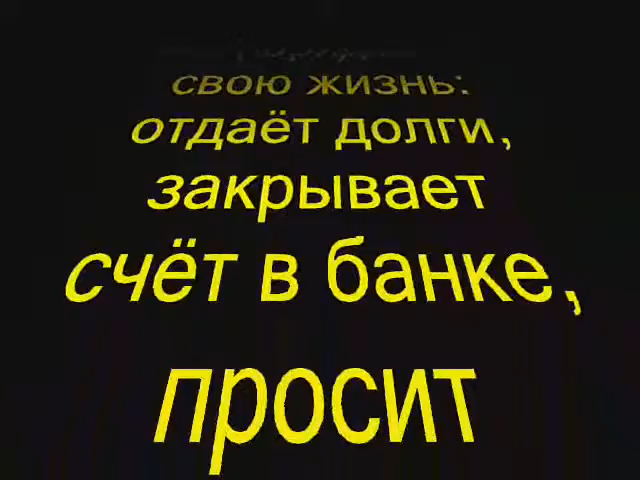 свою жизнь:
отдаёт долги,
закрывает
счёт в банке,
просит